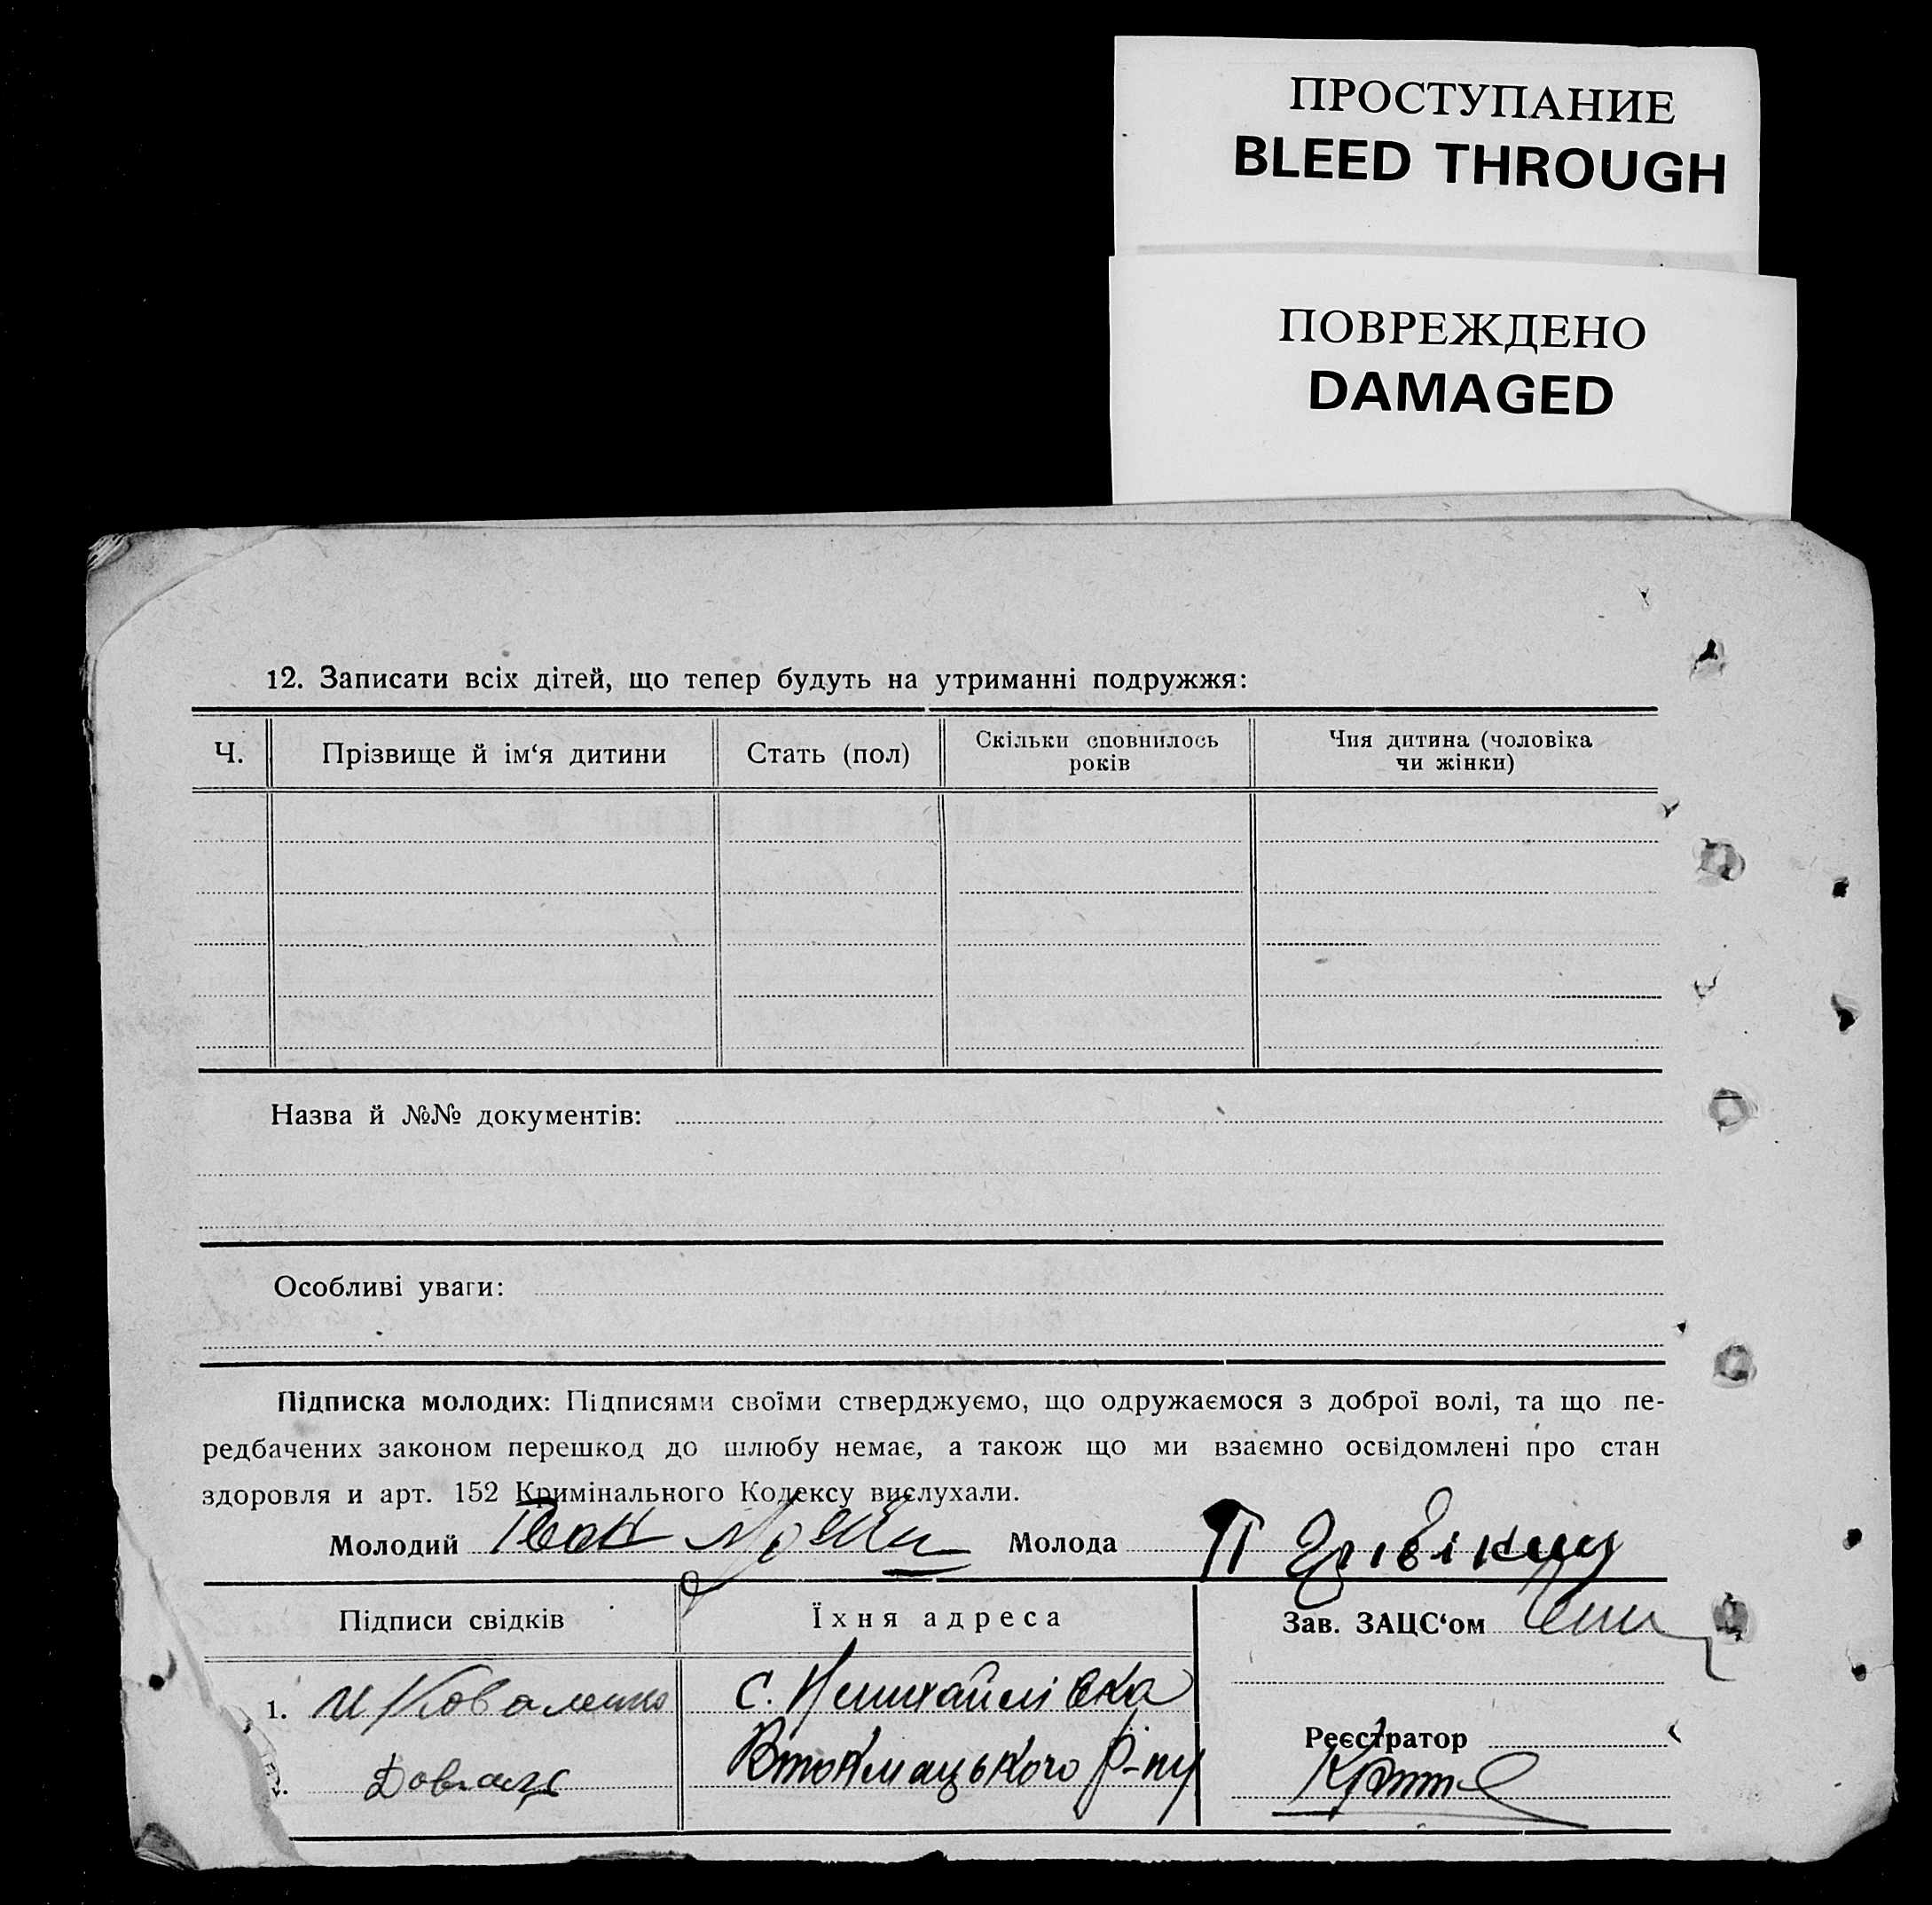 ПРОСТУПАНИЕ
BLEED THROUGH
ПОВРЕЖДЕНО
DAMAGED
12. Записати всіх дітей, що тепер будуть на утриманні подружжя:
Ч. Прізвище й ім‘я дитини Стать (пол) Скільки сповнилось років Чия дитина (чоловіка чи жінки)
Назва й №№ документів:
Особливі уваги:
Підписка молодих: Підписями своїми стверджуємо, що одружаємося з доброї волі, та що пе-
редбачених законом перешкод до шлюбу немає, а також що ми взаємно освідомлені про стан
здоровля и арт. 152 Кримінального Кодексу вислухали.
Молодий Молода П
Підписи свідків Їхня адреса Зав. ЗАЦС‘ом
1. И Коваленко с.
Реєстратор
Втокмацького р-ну